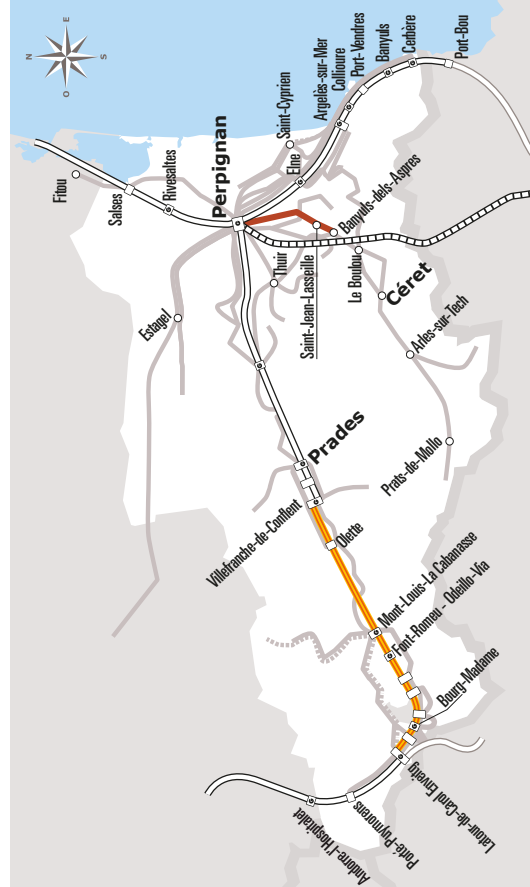 N
E
S
O
Fitou
Salses
Rivesaltes
Perpignan
Saint-Cyprien
Elne
Argelès-sur-Mer
Collioure
Port-Vendres
Banyuls
Cerbère
Port-Bou
Estagel
Thuir
Saint-Jean-Lasseille
Banyuls-dels-Aspres
Le Boulou
Céret
Arles-sur-Tech
Prats-de-Mollo
Prades
Villefranche-de-Conflent
Olette
Mont-Louis-La Cabanasse
Font-Romeu - Odeillo-Via
Bourg-Madame
Latour-de-Carol Enveitg
Porté-Puymorens
Andorre-l'Hospitalet